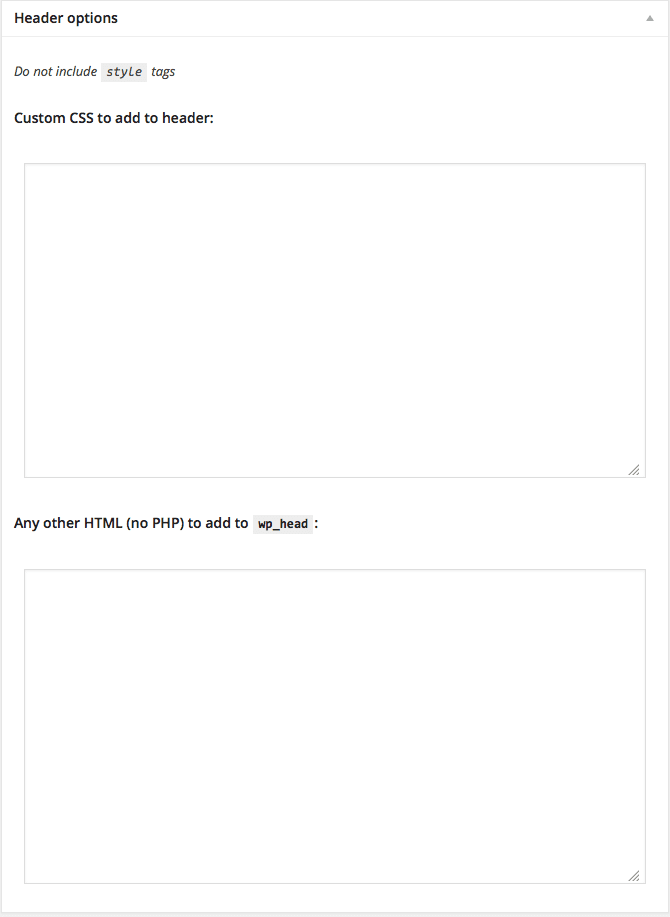 Header options
Do not include style tags
Custom CSS to add to header:
Any other HTML (no PHP) to add to wp_head :